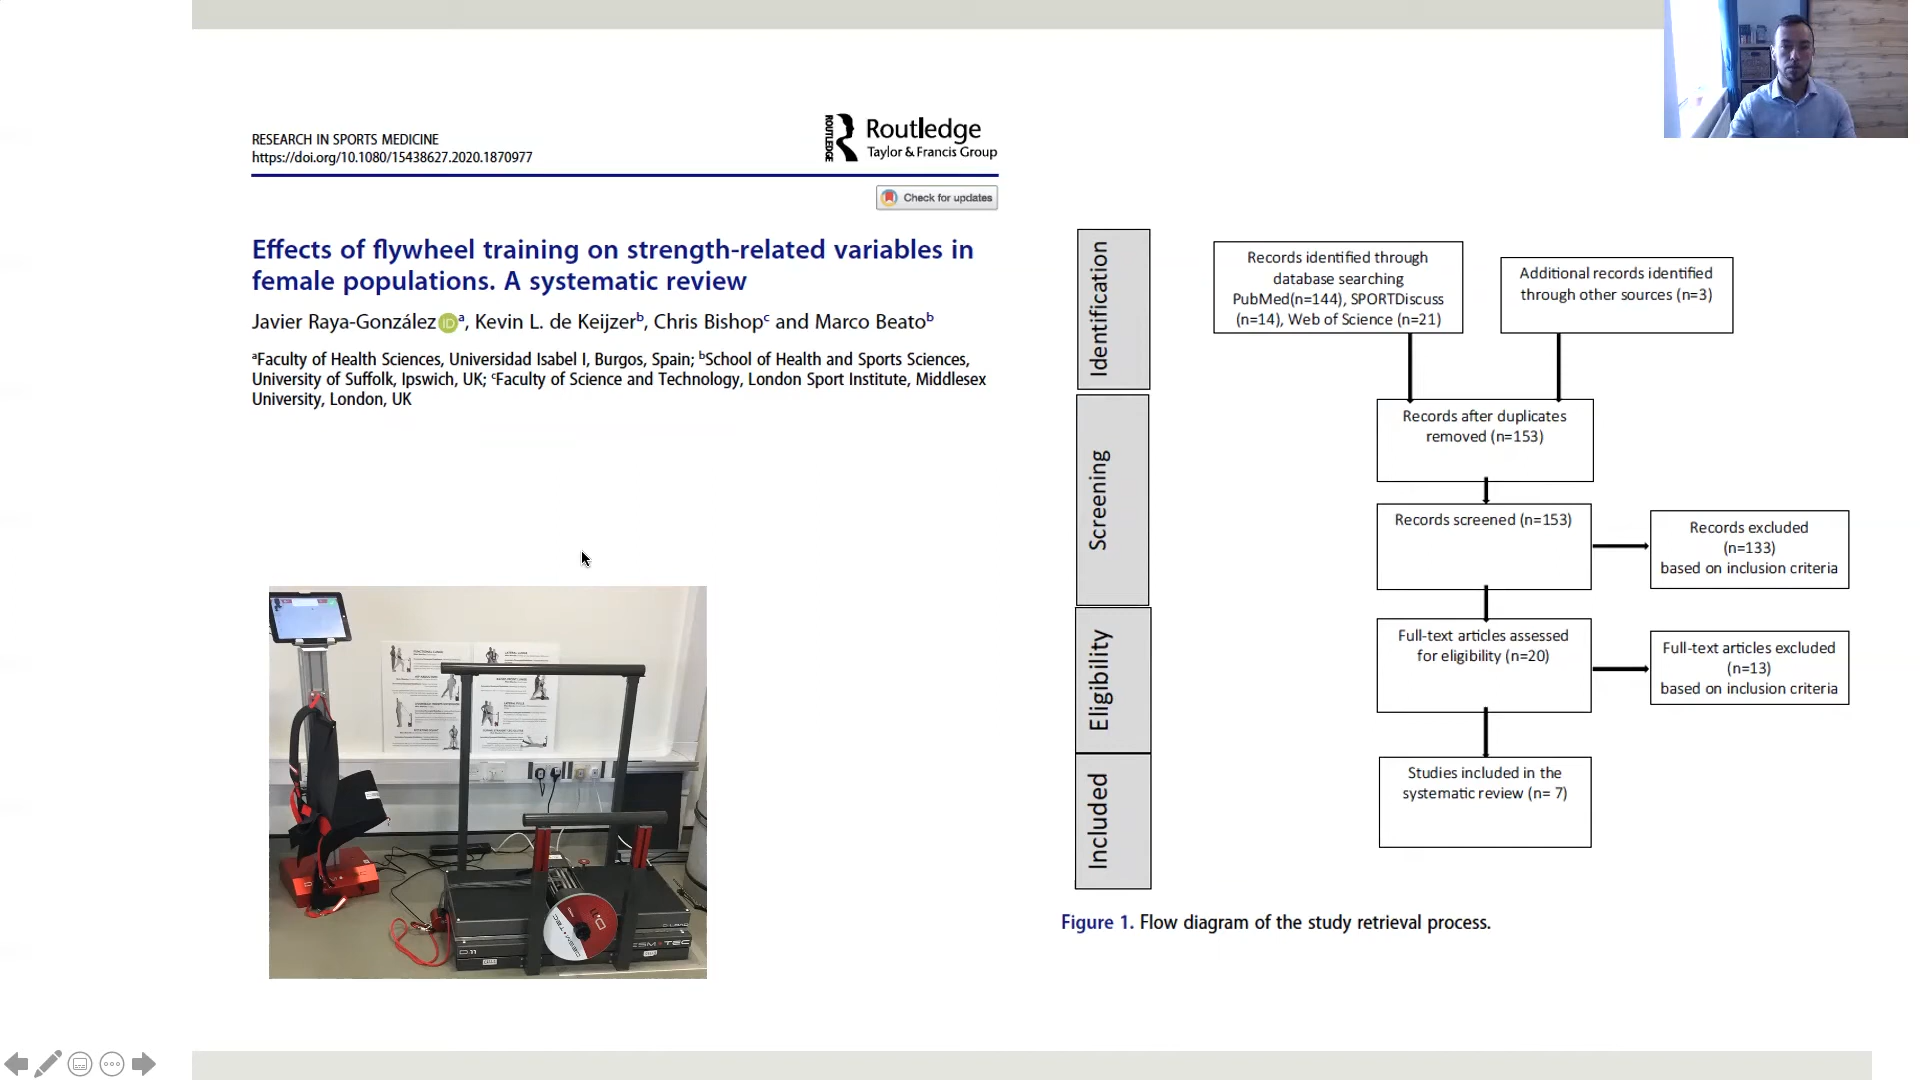 RESEARCH IN SPORTS MEDICINE
https://doi.org/10.1080/15438627.2020.1870977
ROUTLEDGE
Routledge
Taylor & Francis Group
Check for updates
Effects of flywheel training on strength-related variables in
female populations. A systematic review
Javier Raya-González iD a, Kevin L. de Keijzerb, Chris Bishopc and Marco Beatob
aFaculty of Health Sciences, Universidad Isabel I, Burgos, Spain; bSchool of Health and Sports Sciences,
University of Suffolk, Ipswich, UK; cFaculty of Science and Technology, London Sport Institute, Middlesex
University, London, UK
Identification
Records identified through
database searching
PubMed(n=144), SPORTDiscuss
(n=14), Web of Science (n=21)
Additional records identified
through other sources (n=3)
Screening
Records after duplicates
removed (n=153)
Records screened (n=153)
Records excluded
(n=133)
based on inclusion criteria
Eligibility
Full-text articles assessed
for eligibility (n=20)
Full-text articles excluded
(n=13)
based on inclusion criteria
Included
Studies included in the
systematic review (n= 7)
Figure 1. Flow diagram of the study retrieval process.
D11